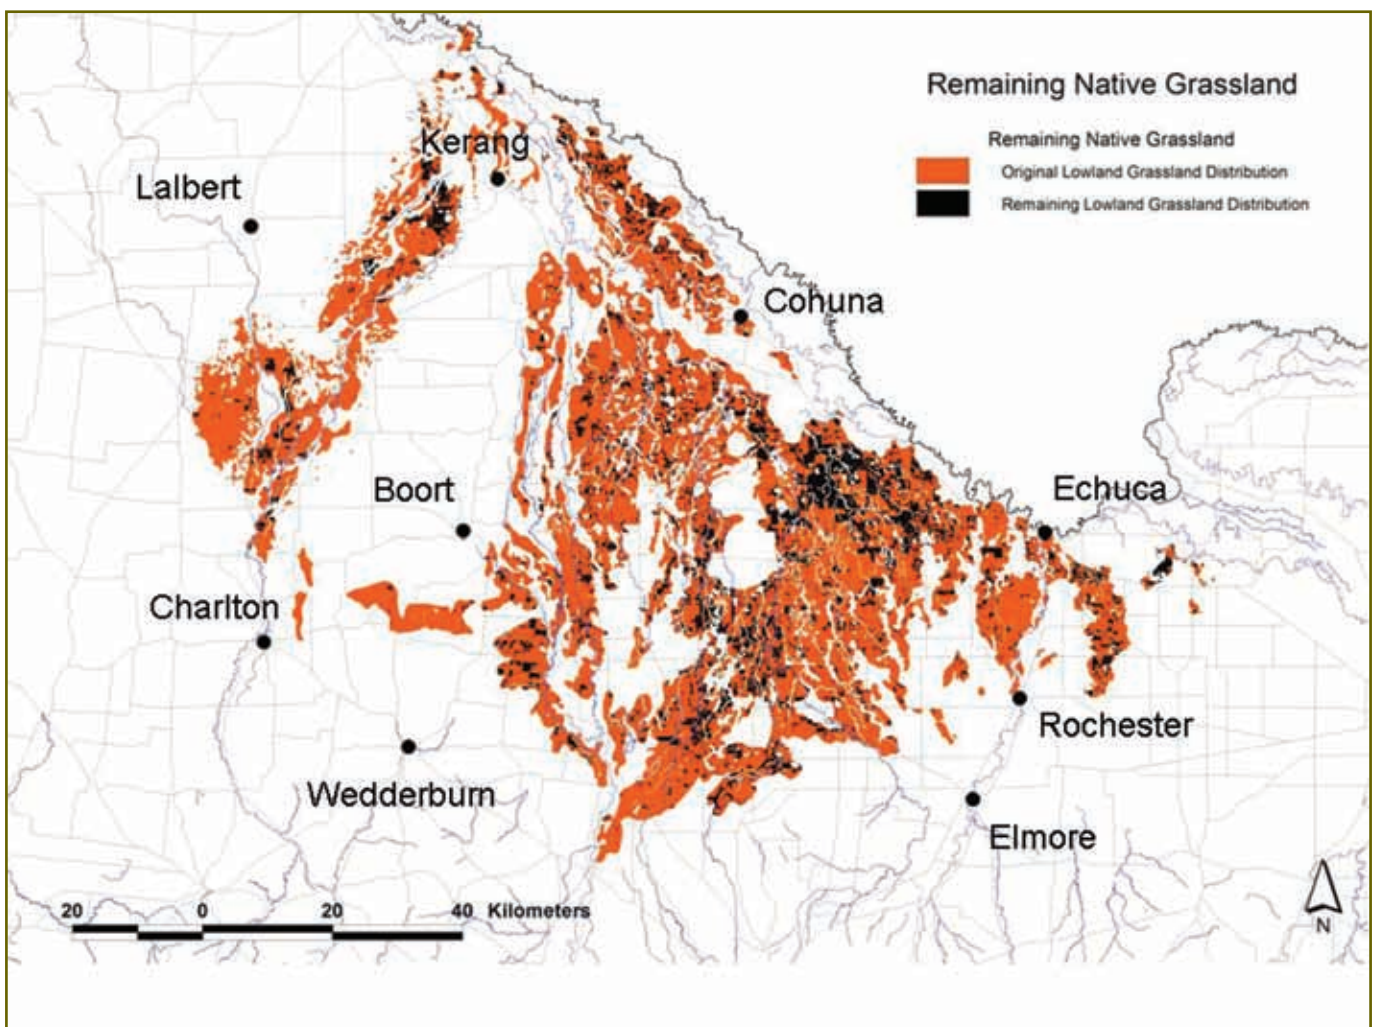 Remaining Native Grassland
Remaining Native Grassland
Original Lowland Grassland Distribution
Remaining Lowland Grassland Distribution
Kerang
Lalbert
Cohuna
Boort
Echuca
Charlton
Rochester
Wedderburn
Elmore
20 0 20 40 Kilometers
N